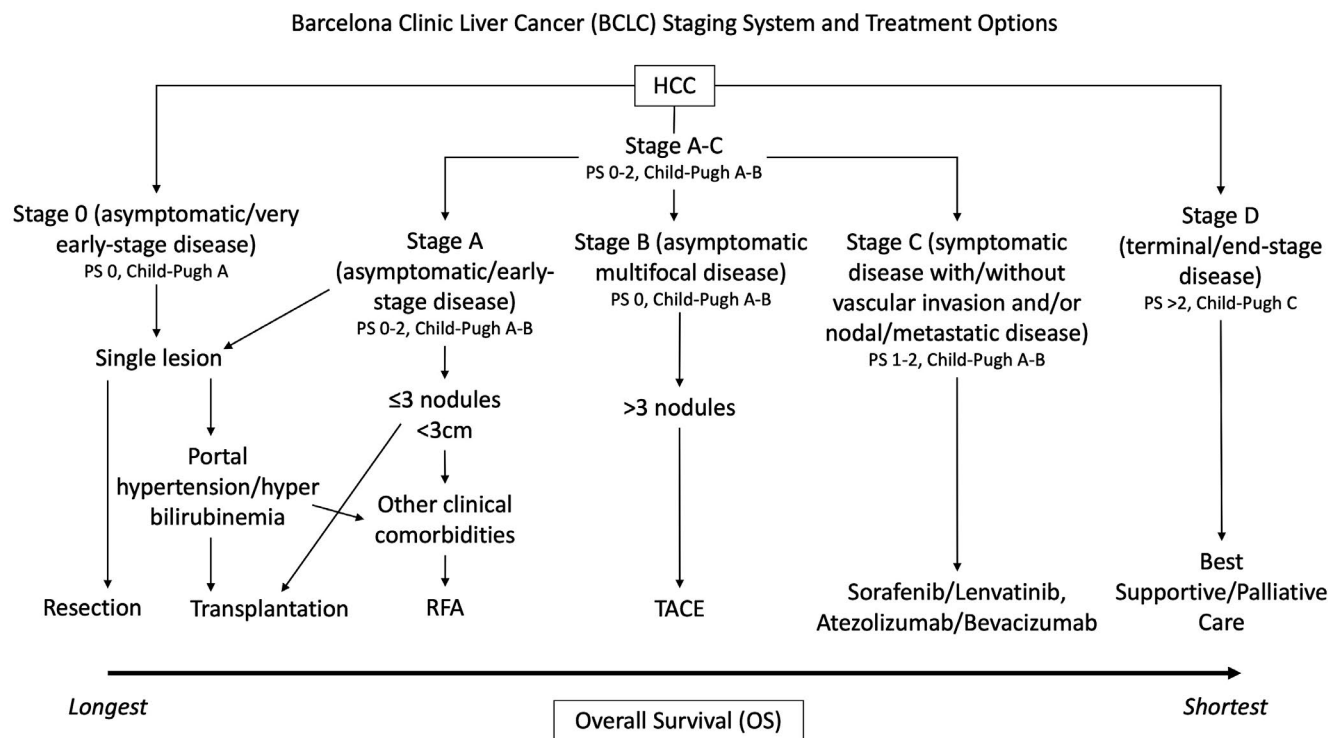 Barcelona Clinic Liver Cancer (BCLC) Staging System and Treatment Options
HCC
Stage A-C
PS 0-2, Child-Pugh A-B
Stage 0 (asymptomatic/very
early-stage disease)
PS 0, Child-Pugh A
Stage A
(asymptomatic/early-
stage disease)
PS 0-2, Child-Pugh A-B
Stage B (asymptomatic
multifocal disease)
PS 0, Child-Pugh A-B
Stage C (symptomatic
disease with/without
vascular invasion and/or
nodal/metastatic disease)
PS 1-2, Child-Pugh A-B
Stage D
(terminal/end-stage
disease)
PS >2, Child-Pugh C
Single lesion
≤3 nodules
<3cm
>3 nodules
Portal
hypertension/hyper
bilirubinemia
Other clinical
comorbidities
Resection
Transplantation
RFA
TACE
Sorafenib/Lenvatinib,
Atezolizumab/Bevacizumab
Best
Supportive/Palliative
Care
Longest
Shortest
Overall Survival (OS)